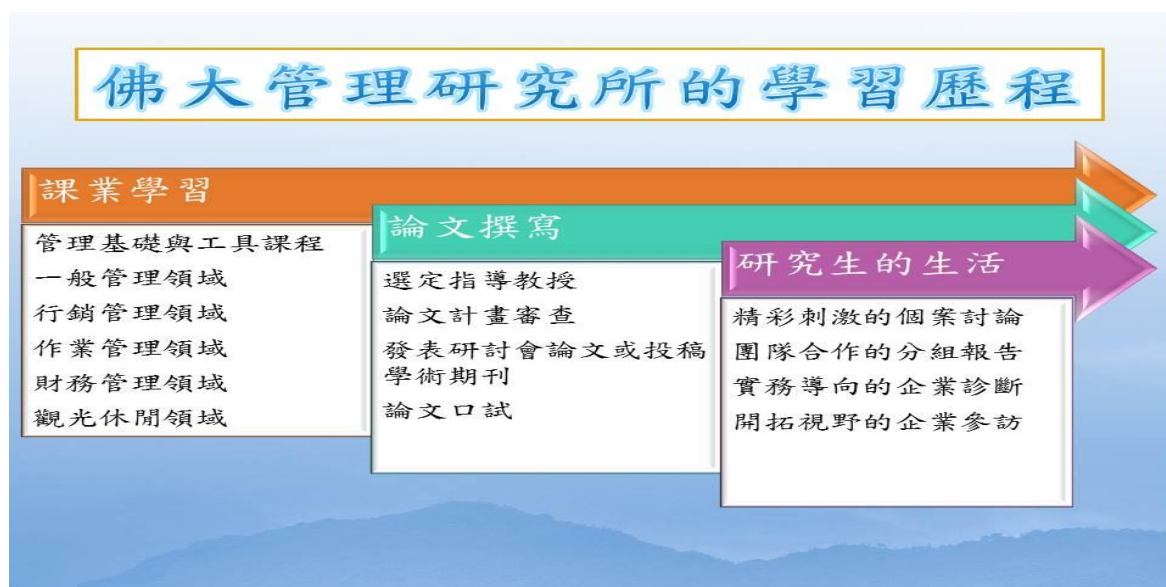 佛大管理研究所的學習歷程
課業學習
管理基礎與工具課程
一般管理領域
行銷管理領域
作業管理領域
財務管理領域
觀光休閒領域
論文撰寫
選定指導教授
論文計畫審查
發表研討會論文或投稿
學術期刊
論文口試
研究生的生活
精彩刺激的個案討論
團隊合作的分組報告
實務導向的企業診斷
開拓視野的企業參訪